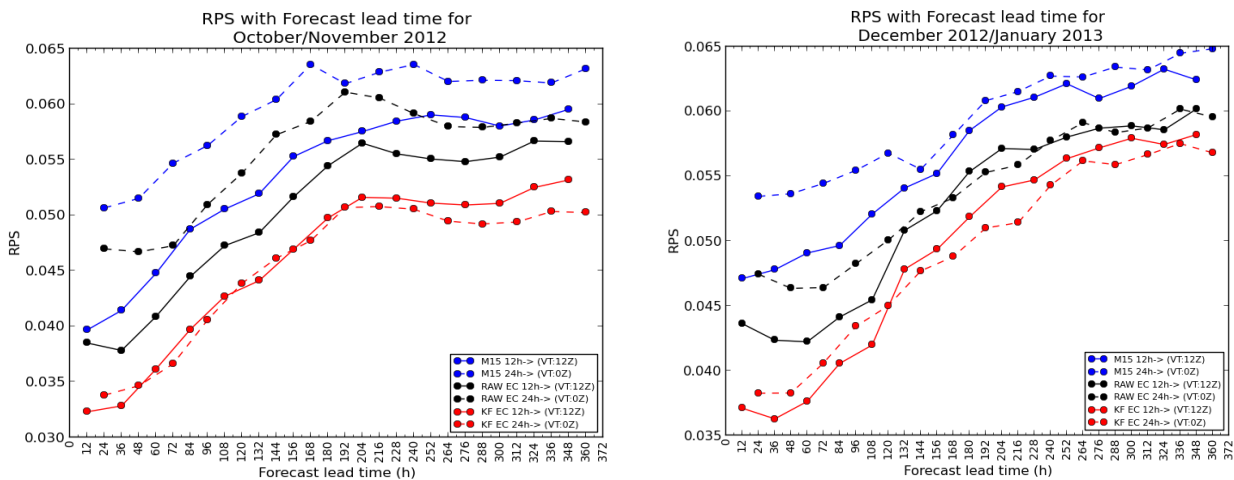 RPS with Forecast lead time for
October/November 2012
RPS
0.065
0.060
0.055
0.050
0.045
0.040
0.035
0.030
M15 12h-> (VT:12Z)
M15 24h-> (VT:0Z)
RAW EC 12h-> (VT:12Z)
RAW EC 24h-> (VT:0Z)
KF EC 12h-> (VT:12Z)
KF EC 24h-> (VT:0Z)
0 12 24 36 48 60 72 84 96 108 120 132 144 156 168 180 192 204 216 228 240 252 264 276 288 300 312 324 336 348 360 372
Forecast lead time (h)
RPS with Forecast lead time for
December 2012/January 2013
RPS
0.065
0.060
0.055
0.050
0.045
0.040
0.035
M15 12h-> (VT:12Z)
M15 24h-> (VT:0Z)
RAW EC 12h-> (VT:12Z)
RAW EC 24h-> (VT:0Z)
KF EC 12h-> (VT:12Z)
KF EC 24h-> (VT:0Z)
0 12 24 36 48 60 72 84 96 108 120 132 144 156 168 180 192 204 216 228 240 252 264 276 288 300 312 324 336 348 360 372
Forecast lead time (h)